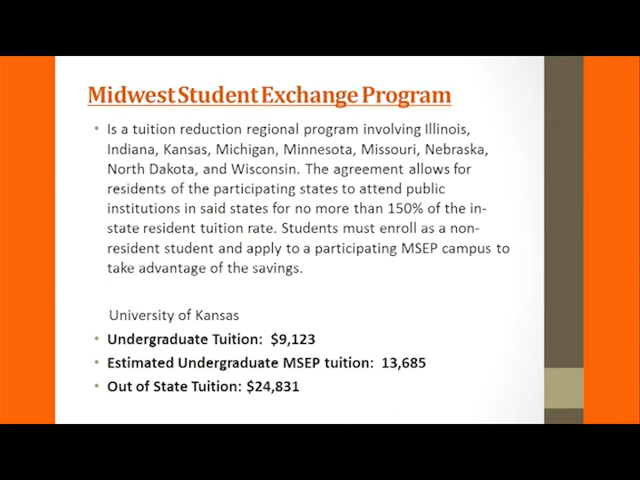 Midwest Student Exchange Program
• Is a tuition reduction regional program involving Illinois,
Indiana, Kansas, Michigan, Minnesota, Missouri, Nebraska,
North Dakota, and Wisconsin. The agreement allows for
residents of the participating states to attend public
institutions in said states for no more than 150% of the in-
state resident tuition rate. Students must enroll as a non-
resident student and apply to a participating MSEP campus to
take advantage of the savings.
University of Kansas
• Undergraduate Tuition: $9,123
• Estimated Undergraduate MSEP tuition: 13,685
• Out of State Tuition: $24,831